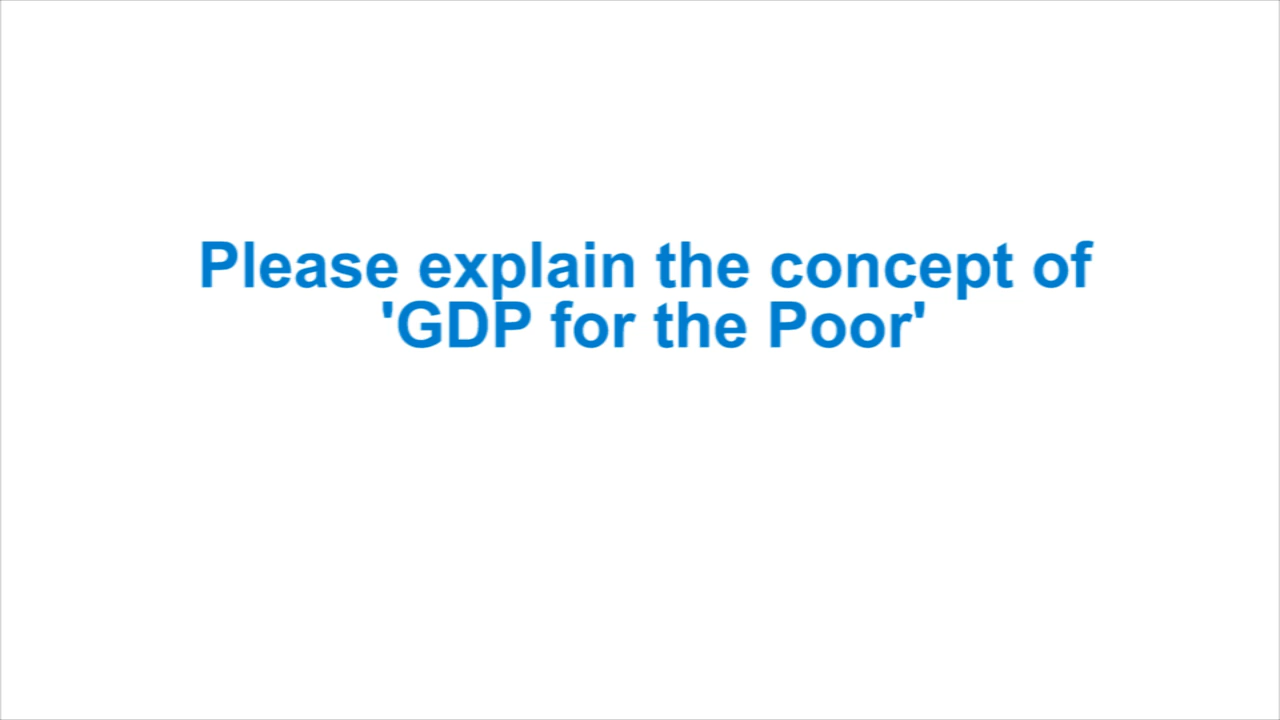 Please explain the concept of
'GDP for the Poor'